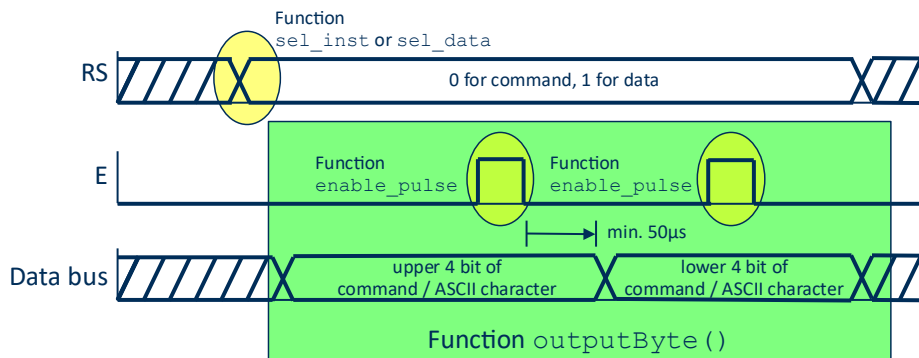 Function
sel_inst or sel_data
RS
0 for command, 1 for data
Function
enable_pulse
Function
enable_pulse
E
min. 50µs
Data bus
upper 4 bit of
command / ASCII character
lower 4 bit of
command / ASCII character
Function outputByte()